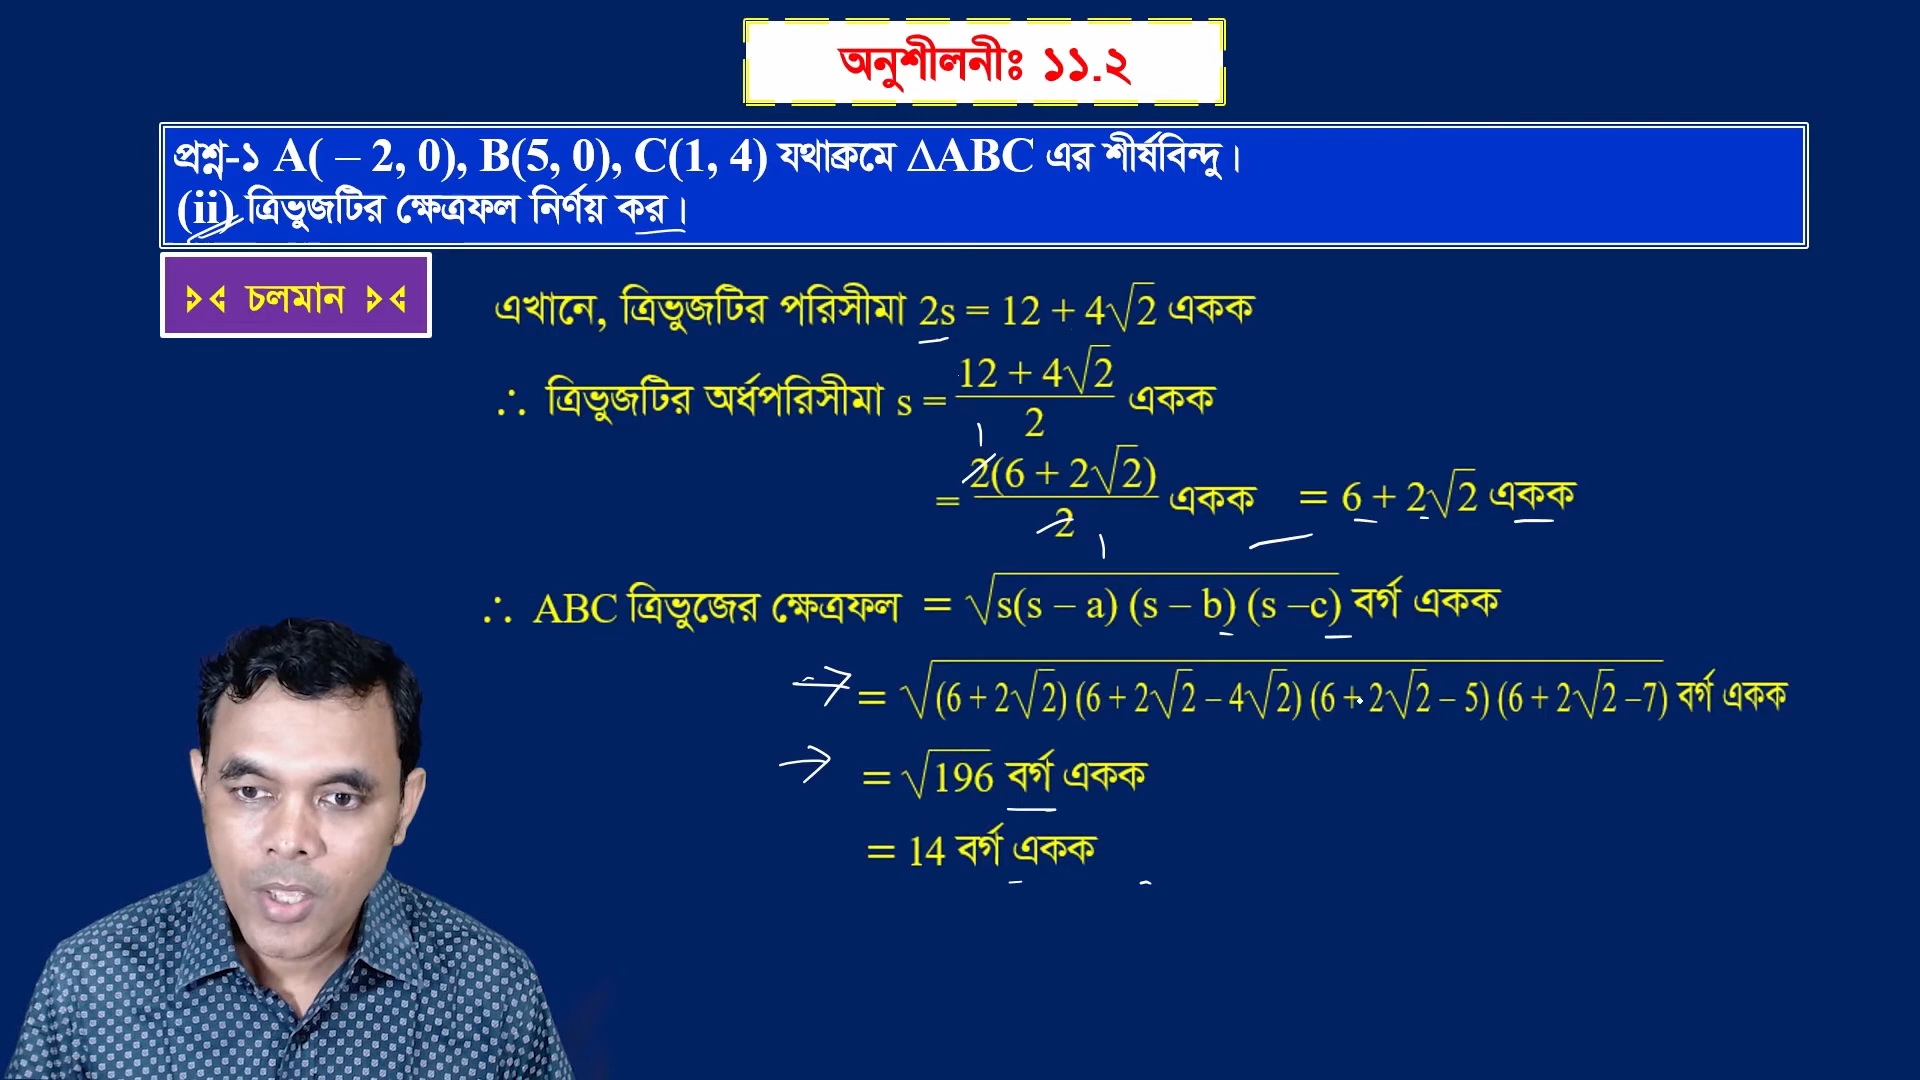 অনুশীলনীঃ ১১.২
প্রশ্ন-১ A( – 2, 0), B(5, 0), C(1, 4) যথাক্রমে ∆ABC এর শীর্ষবিন্দু।
(ii) ত্রিভুজটির ক্ষেত্রফল নির্ণয় কর।
চলমান
এখানে, ত্রিভুজটির পরিসীমা 2s = 12 + 4√2 একক
∴ ত্রিভুজটির অর্ধপরিসীমা s = (12 + 4√2)/2 একক
= 2(6 + 2√2)/2 একক = 6 + 2√2 একক
∴ ABC ত্রিভুজের ক্ষেত্রফল = √s(s – a) (s – b) (s –c) বর্গ একক
= √(6 + 2√2) (6 + 2√2 – 4√2) (6 + 2√2 – 5) (6 + 2√2 –7) বর্গ একক
= √196 বর্গ একক
= 14 বর্গ একক